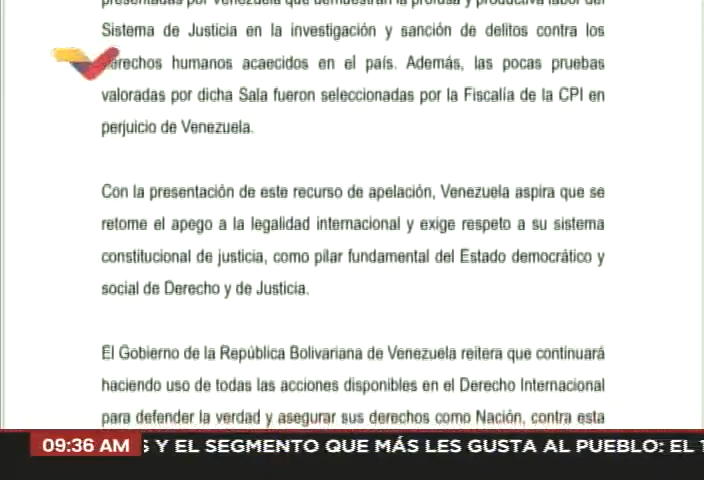 presentadas por Venezuela que demuestran la profusa y productiva labor del
Sistema de Justicia en la investigación y sanción de delitos contra los
derechos humanos acaecidos en el país. Además, las pocas pruebas
valoradas por dicha Sala fueron seleccionadas por la Fiscalía de la CPI en
perjuicio de Venezuela.
Con la presentación de este recurso de apelación, Venezuela aspira que se
retome el apego a la legalidad internacional y exige respeto a su sistema
constitucional de justicia, como pilar fundamental del Estado democrático y
social de Derecho y de Justicia.
El Gobierno de la República Bolivariana de Venezuela reitera que continuará
haciendo uso de todas las acciones disponibles en el Derecho Internacional
para defender la verdad y asegurar sus derechos como Nación, contra esta
09:36 AM S Y EL SEGMENTO QUE MÁS LES GUSTA AL PUEBLO: EL